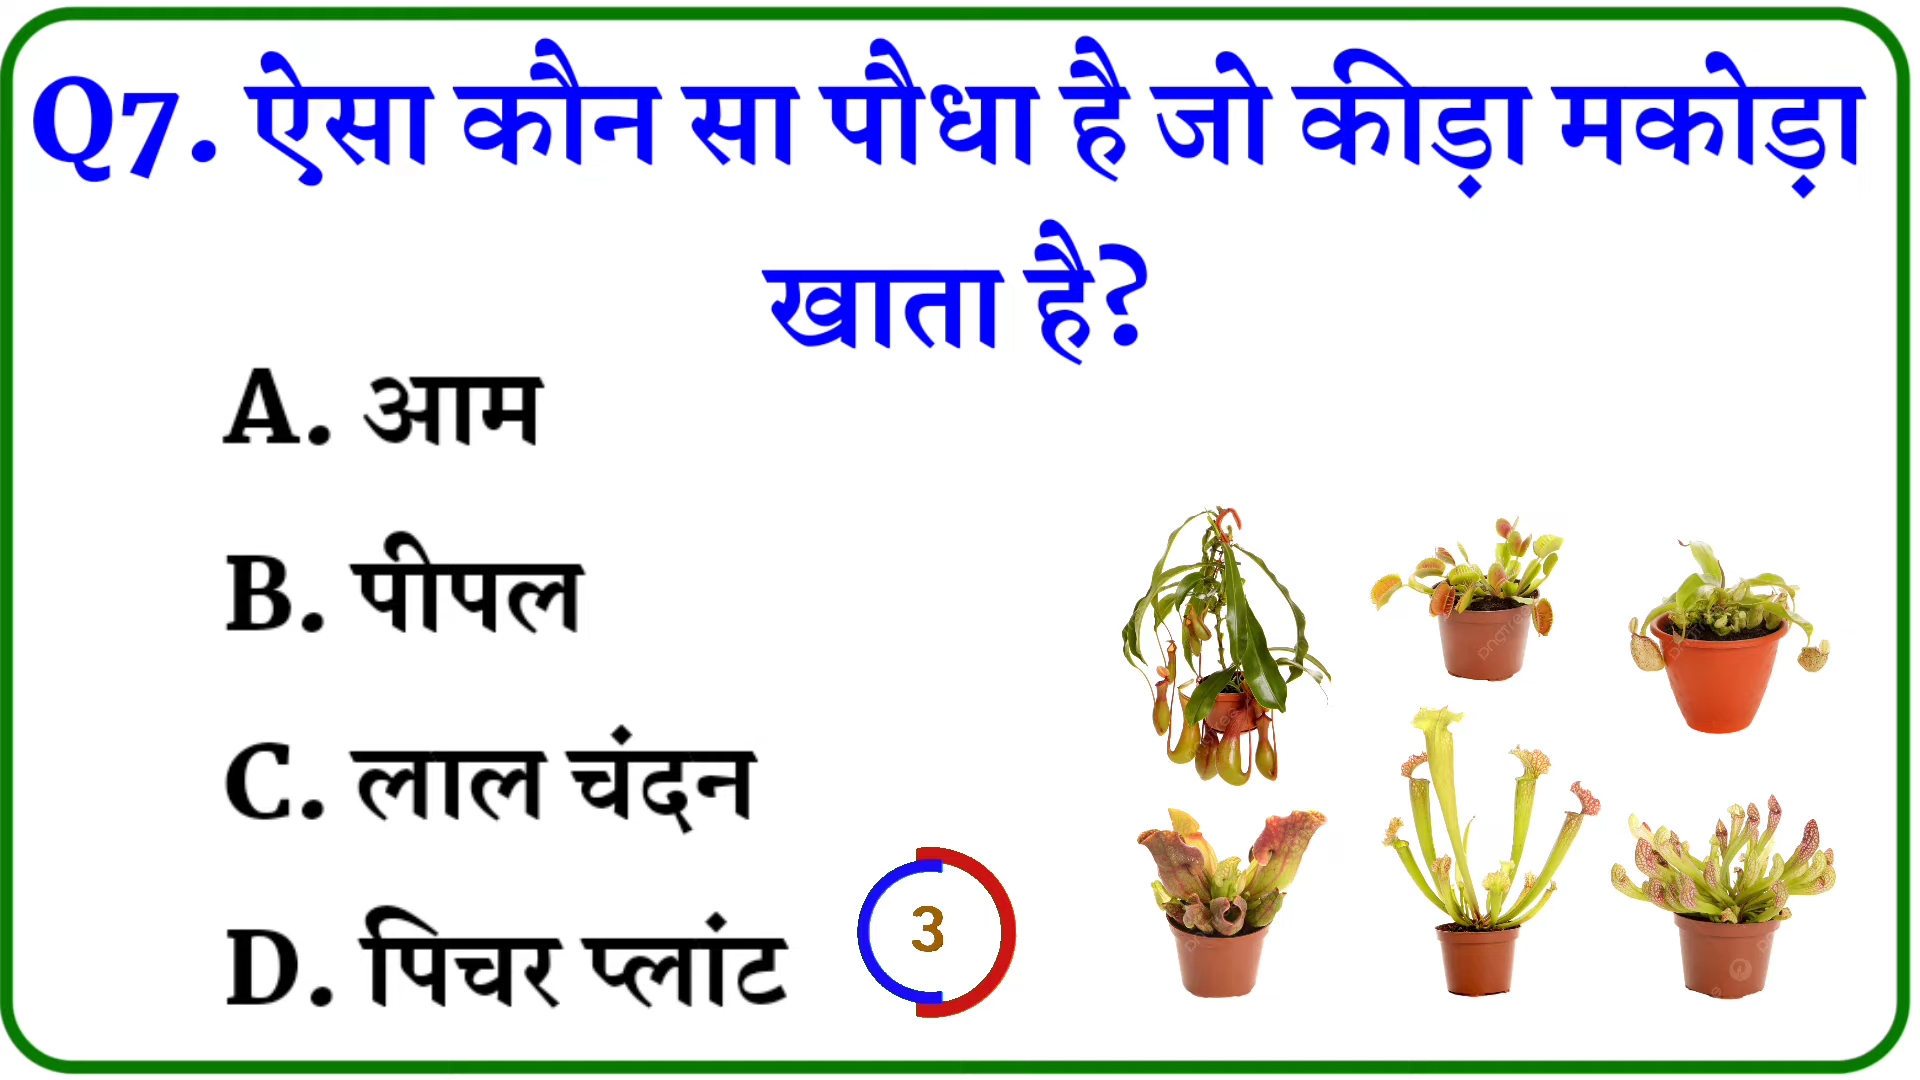 Q7. ऐसा कौन सा पौधा है जो कीड़ा मकोड़ा
खाता है?
A. आम
B. पीपल
C. लाल चंदन
D. पिचर प्लांट
3